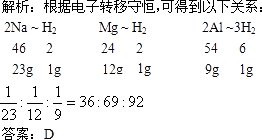 解析：根据电子转移守恒，可得到以下关系：
2Na ~ H₂ Mg ~ H₂ 2Al ~3H₂
46 2 24 2 54 6
23g 1g 12g 1g 9g 1g
1/23 : 1/12 : 1/9 = 36:69:92
答案：D